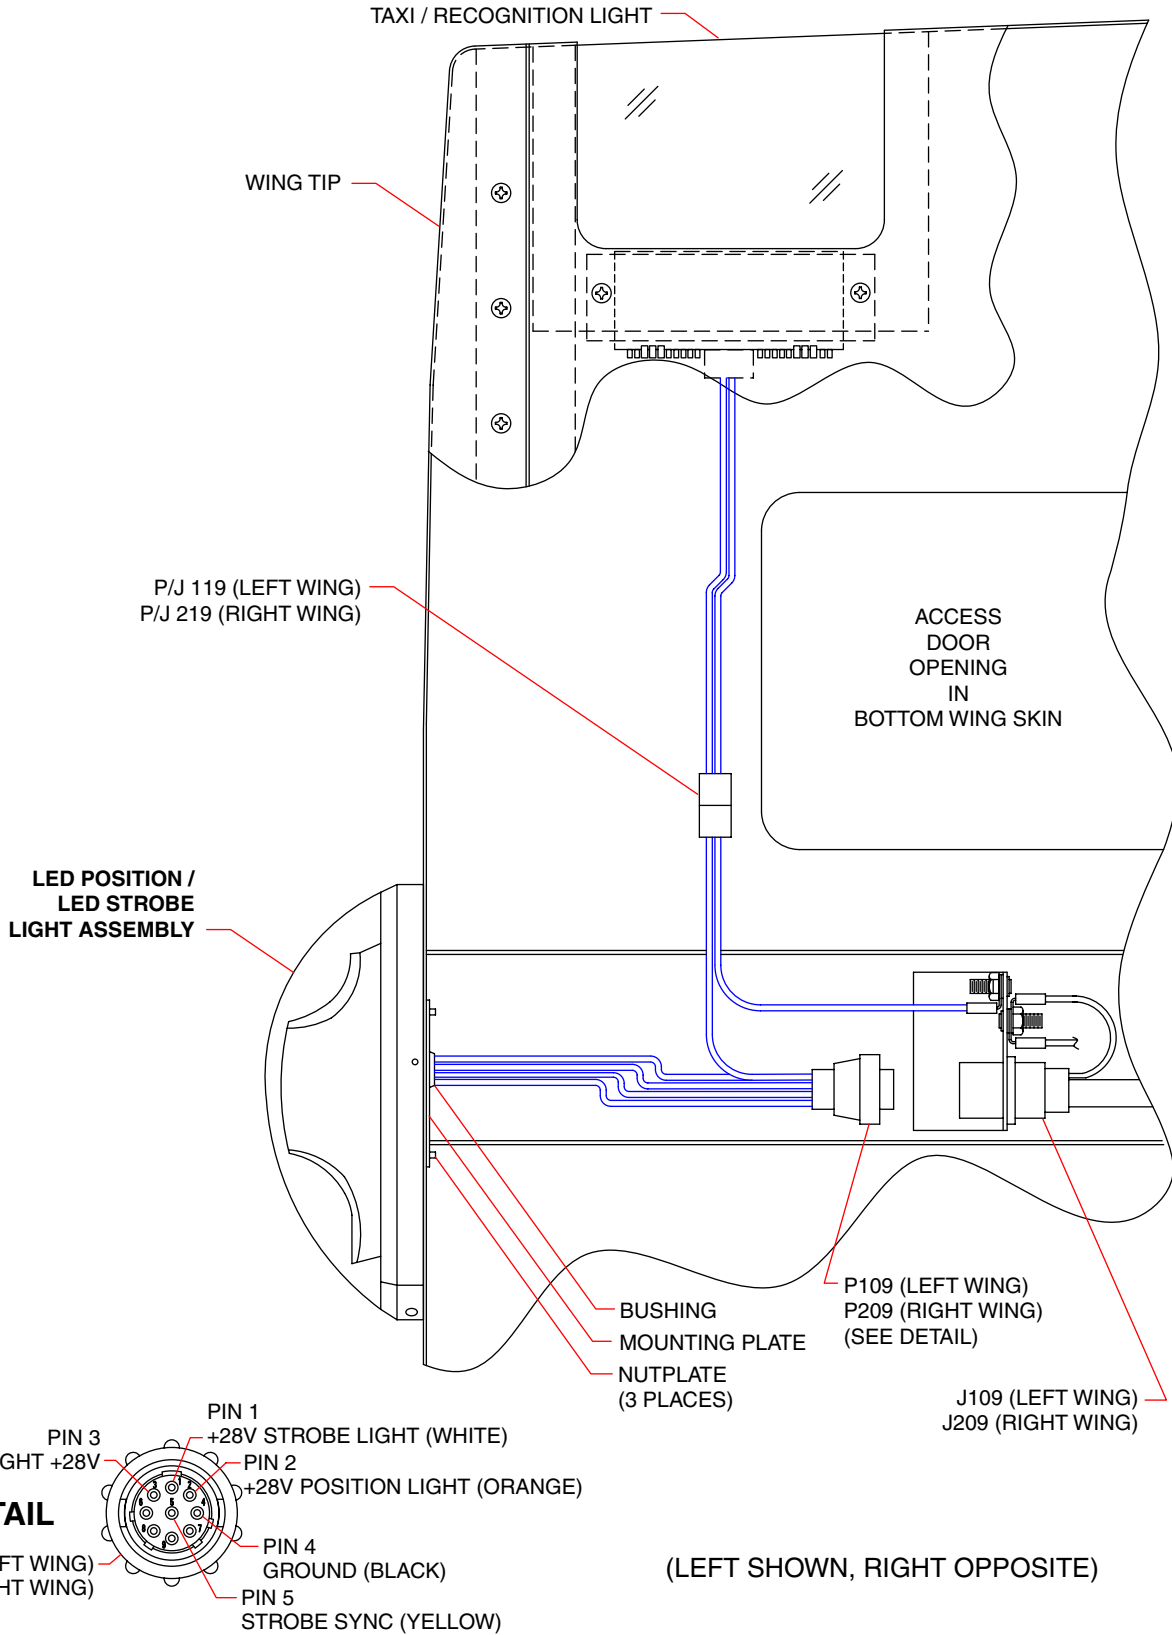 TAXI / RECOGNITION LIGHT
WING TIP
P/J 119 (LEFT WING)
P/J 219 (RIGHT WING)
ACCESS
DOOR
OPENING
IN
BOTTOM WING SKIN
LED POSITION /
LED STROBE
LIGHT ASSEMBLY
BUSHING
MOUNTING PLATE
NUTPLATE
(3 PLACES)
P109 (LEFT WING)
P209 (RIGHT WING)
(SEE DETAIL)
J109 (LEFT WING)
J209 (RIGHT WING)
PIN 1
+28V STROBE LIGHT (WHITE)
PIN 3
GHT +28V
PIN 2
+28V POSITION LIGHT (ORANGE)
TAIL
FT WING)
HT WING)
PIN 4
GROUND (BLACK)
PIN 5
STROBE SYNC (YELLOW)
(LEFT SHOWN, RIGHT OPPOSITE)